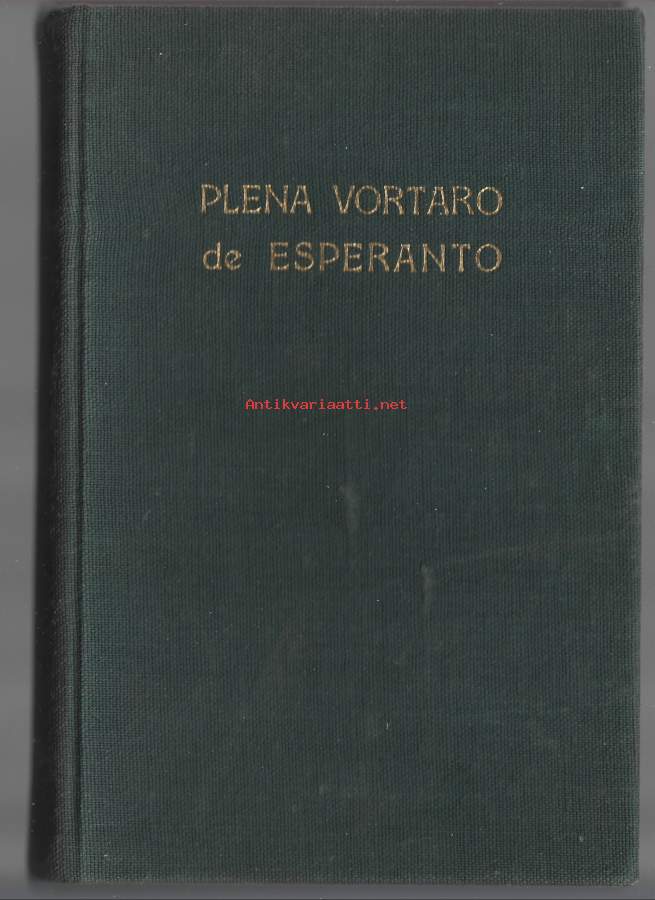 PLENA VORTARO
de ESPERANTO
Antikvariaatti.net